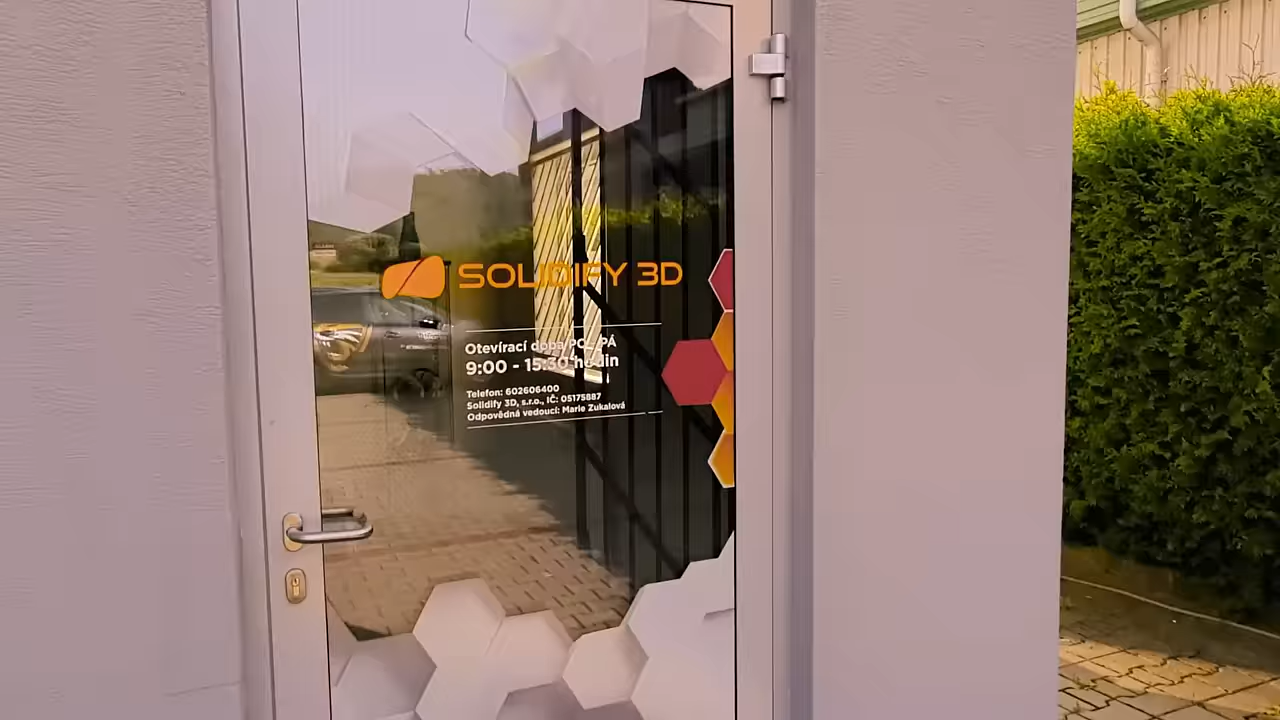 SOLIDIFY 3D
Otevírací doba PO - PÁ
9:00 - 15:30 hodin
Telefon: 602606400
Solidify 3D, s.r.o., IČ: 05175887
Odpovědná vedoucí: Marie Zukalová